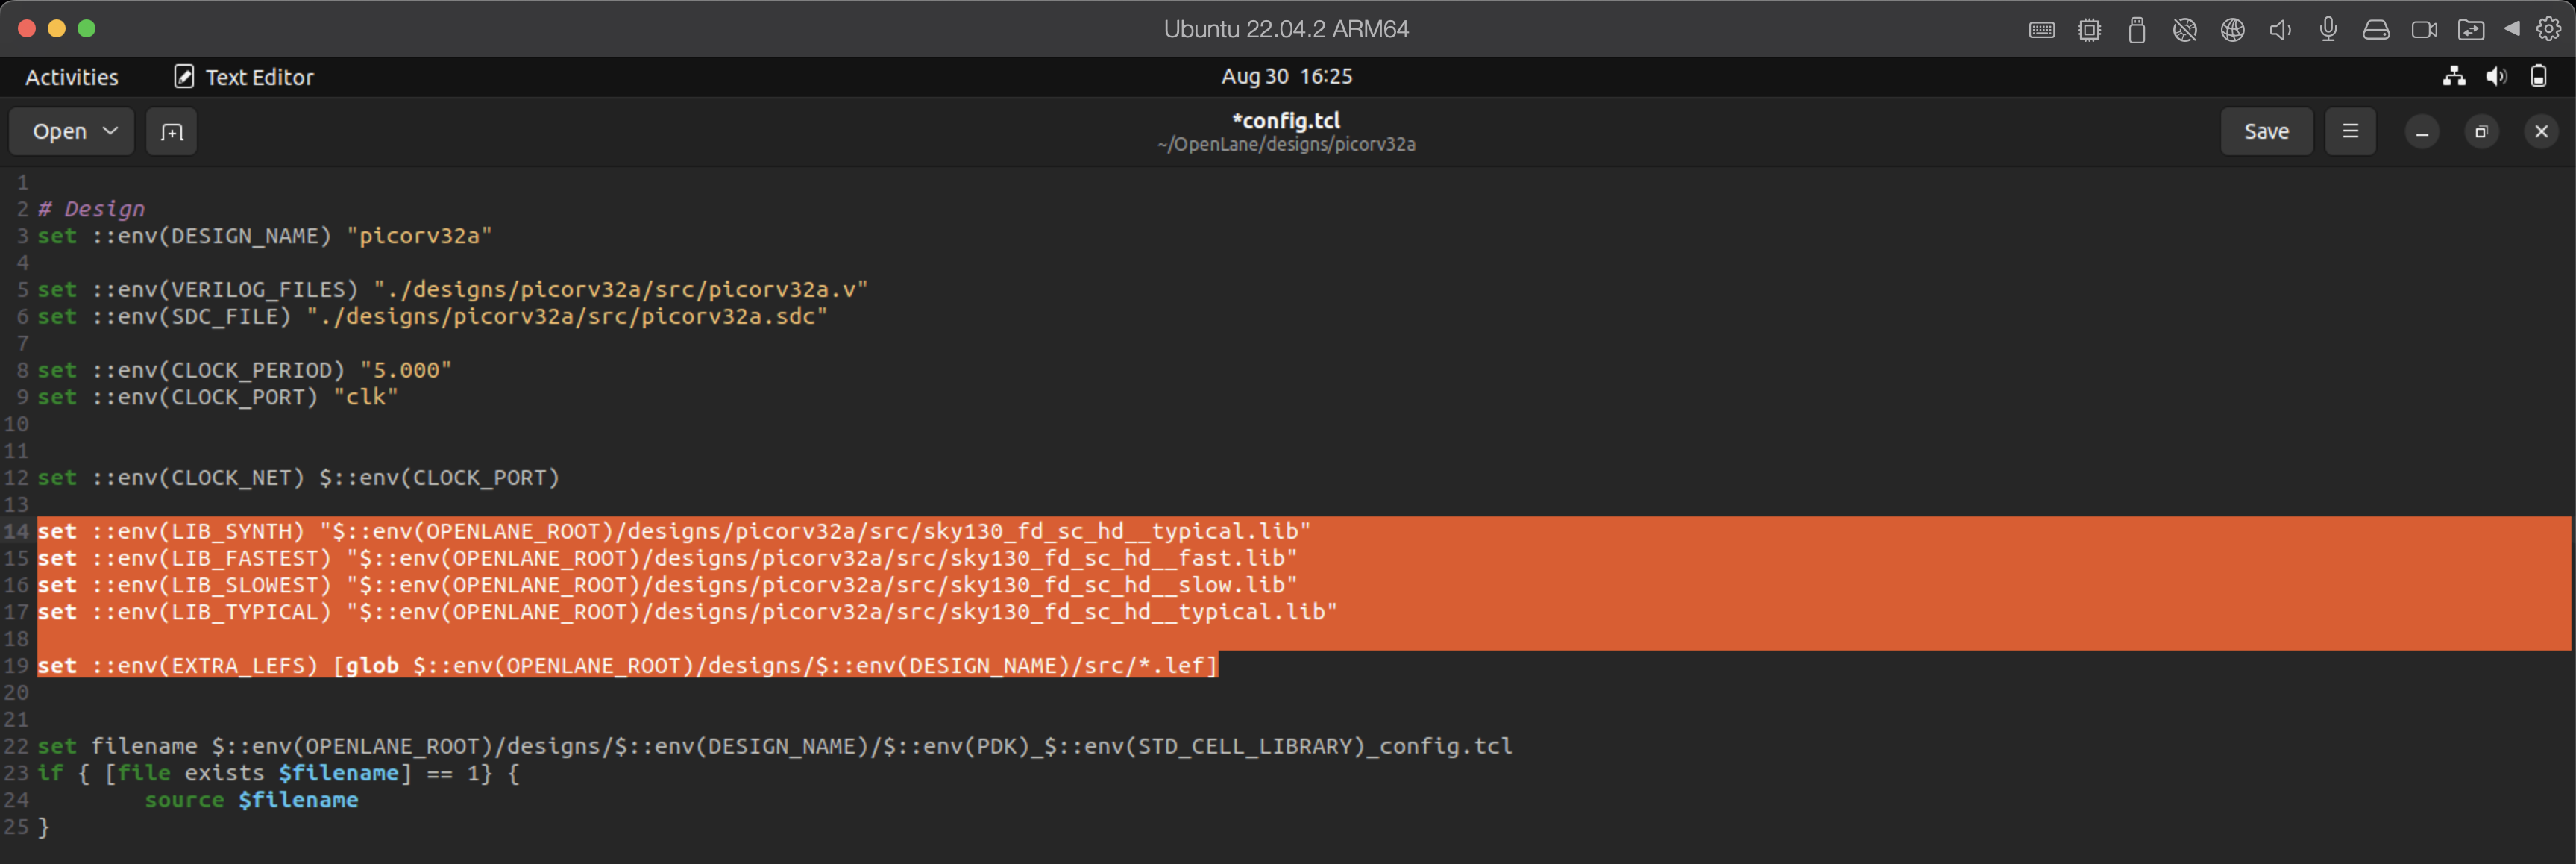 Ubuntu 22.04.2 ARM64
Activities Text Editor Aug 30 16:25
Open *config.tcl Save
~/OpenLane/designs/picorv32a
1
2 # Design
3 set ::env(DESIGN_NAME) "picorv32a"
4
5 set ::env(VERILOG_FILES) "./designs/picorv32a/src/picorv32a.v"
6 set ::env(SDC_FILE) "./designs/picorv32a/src/picorv32a.sdc"
7
8 set ::env(CLOCK_PERIOD) "5.000"
9 set ::env(CLOCK_PORT) "clk"
10
11
12 set ::env(CLOCK_NET) $::env(CLOCK_PORT)
13
14 set ::env(LIB_SYNTH) "$::env(OPENLANE_ROOT)/designs/picorv32a/src/sky130_fd_sc_hd__typical.lib"
15 set ::env(LIB_FASTEST) "$::env(OPENLANE_ROOT)/designs/picorv32a/src/sky130_fd_sc_hd__fast.lib"
16 set ::env(LIB_SLOWEST) "$::env(OPENLANE_ROOT)/designs/picorv32a/src/sky130_fd_sc_hd__slow.lib"
17 set ::env(LIB_TYPICAL) "$::env(OPENLANE_ROOT)/designs/picorv32a/src/sky130_fd_sc_hd__typical.lib"
18
19 set ::env(EXTRA_LEFS) [glob $::env(OPENLANE_ROOT)/designs/$::env(DESIGN_NAME)/src/*.lef]
20
21
22 set filename $::env(OPENLANE_ROOT)/designs/$::env(DESIGN_NAME)/$::env(PDK)_$::env(STD_CELL_LIBRARY)_config.tcl
23 if { [file exists $filename] == 1} {
24 source $filename
25 }